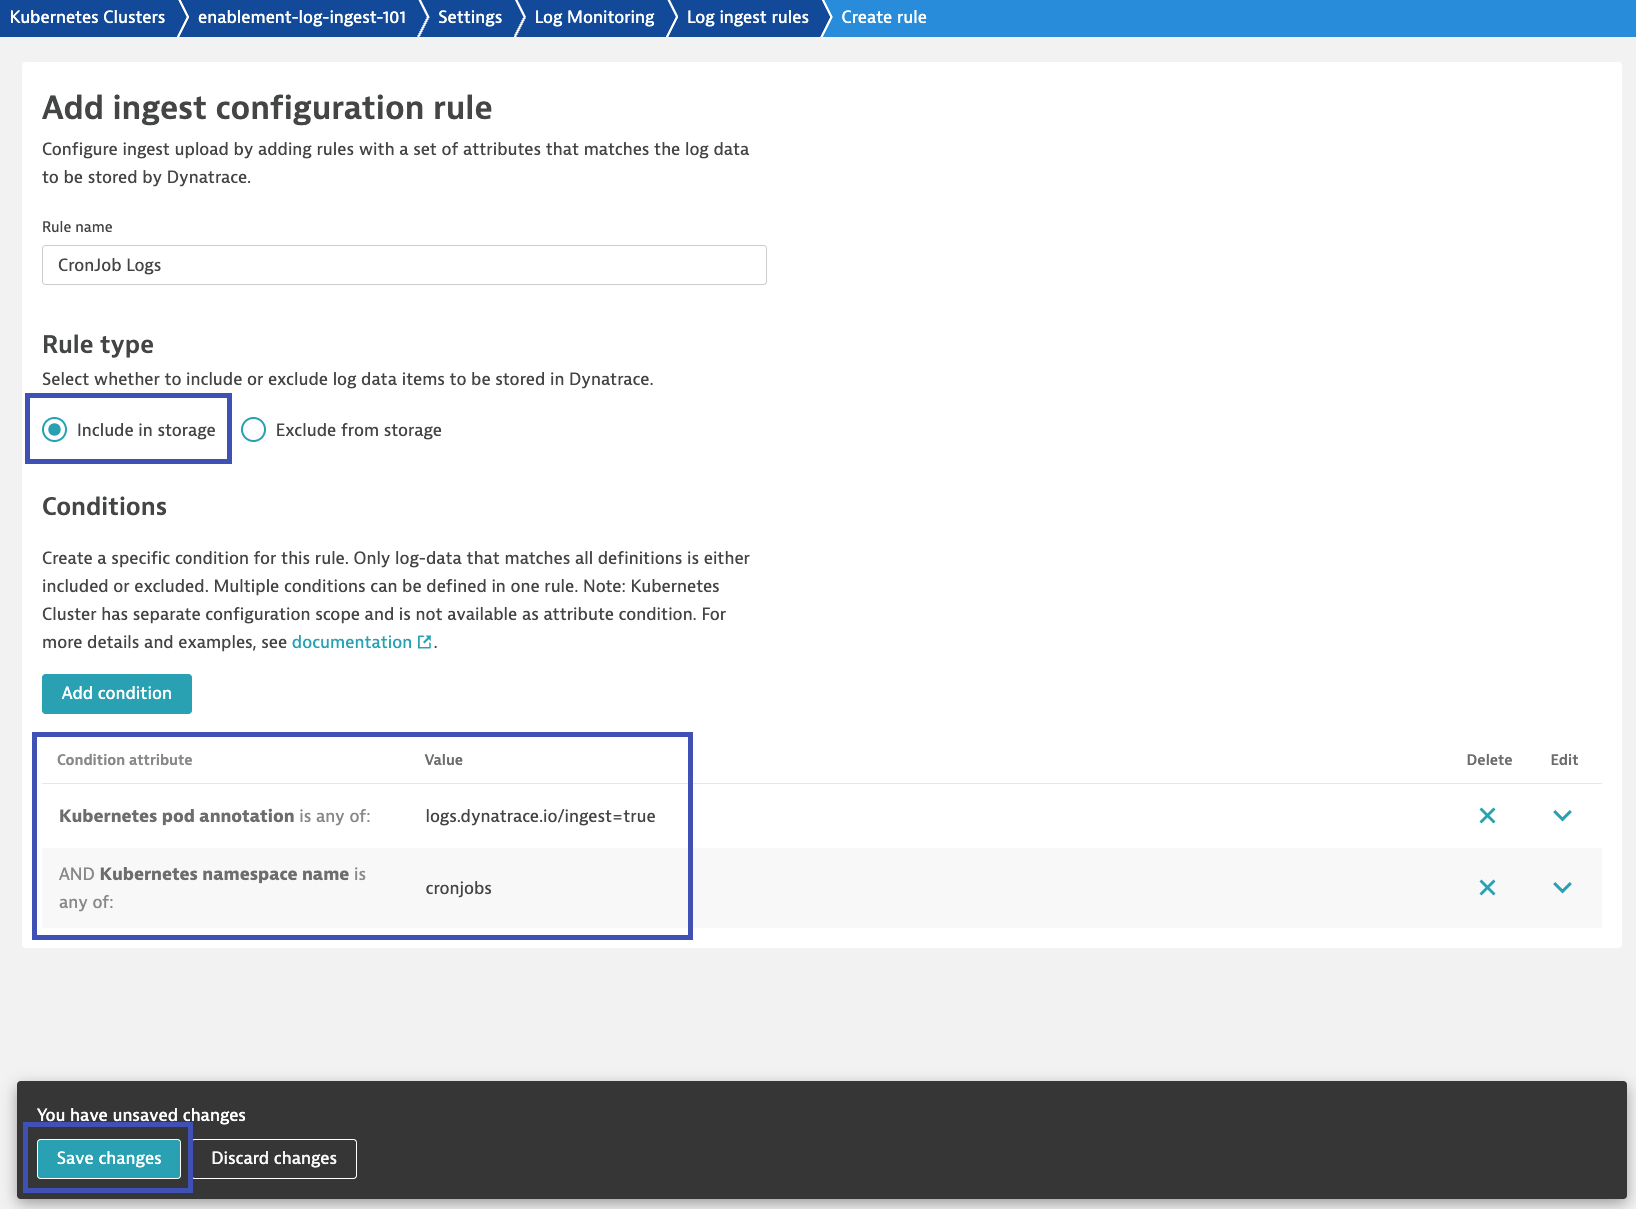 Kubernetes Clusters enablement-log-ingest-101 Settings Log Monitoring Log ingest rules Create rule
Add ingest configuration rule
Configure ingest upload by adding rules with a set of attributes that matches the log data
to be stored by Dynatrace.
Rule name
CronJob Logs
Rule type
Select whether to include or exclude log data items to be stored in Dynatrace.
Include in storage Exclude from storage
Conditions
Create a specific condition for this rule. Only log-data that matches all definitions is either
included or excluded. Multiple conditions can be defined in one rule. Note: Kubernetes
Cluster has separate configuration scope and is not available as attribute condition. For
more details and examples, see documentation.
Add condition
Condition attribute Value Delete Edit
Kubernetes pod annotation is any of: logs.dynatrace.io/ingest=true
AND Kubernetes namespace name is
any of:
cronjobs
You have unsaved changes
Save changes Discard changes